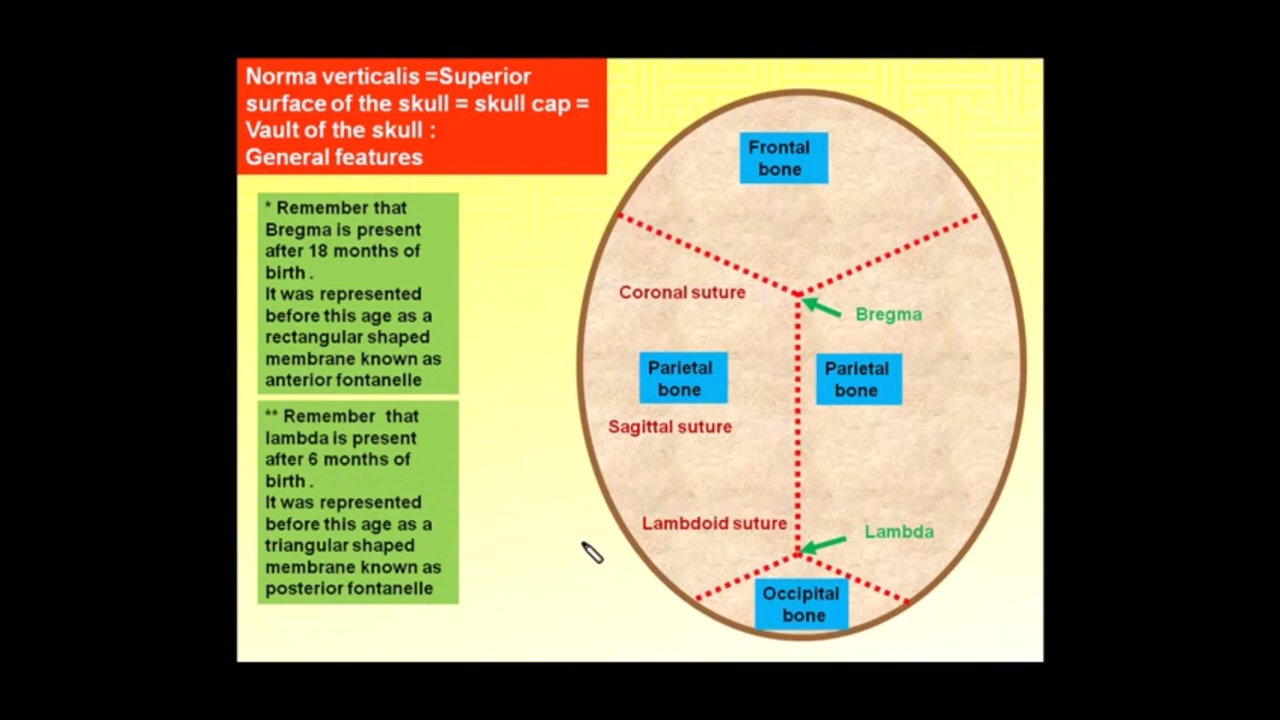 Norma verticalis =Superior
surface of the skull = skull cap =
Vault of the skull :
General features
* Remember that
Bregma is present
after 18 months of
birth .
It was represented
before this age as a
rectangular shaped
membrane known as
anterior fontanelle
** Remember that
lambda is present
after 6 months of
birth .
It was represented
before this age as a
triangular shaped
membrane known as
posterior fontanelle
Frontal
bone
Coronal suture
Bregma
Parietal
bone
Parietal
bone
Sagittal suture
Lambdoid suture
Lambda
Occipital
bone